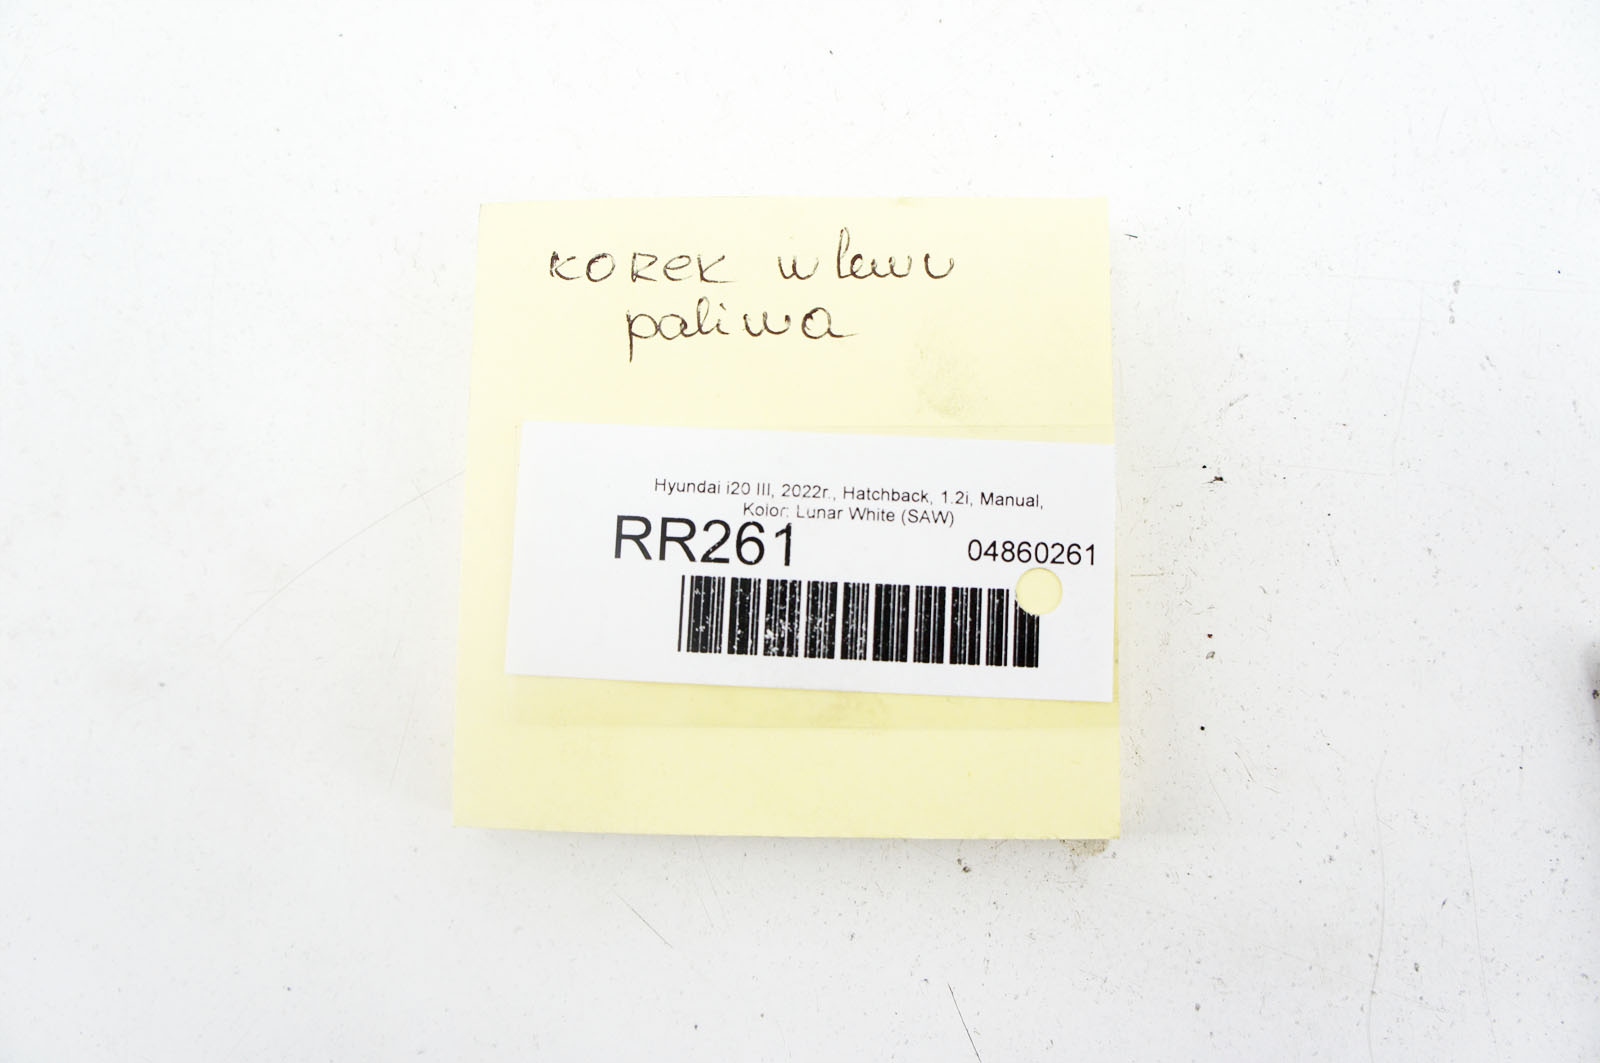 korek wlewu
paliwa
Hyundai i20 III, 2022r., Hatchback, 1.2i, Manual,
Kolor: Lunar White (SAW)
RR261
04860261